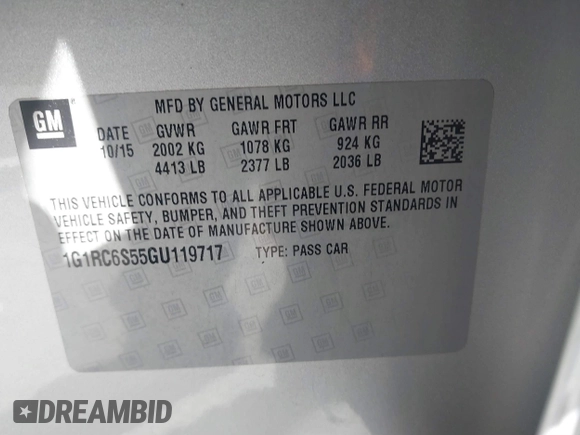 GM
MFD BY GENERAL MOTORS LLC
DATE GVWR GAWR FRT GAWR RR
10/15 2002 KG 1078 KG 924 KG
4413 LB 2377 LB 2036 LB
THIS VEHICLE CONFORMS TO ALL APPLICABLE U.S. FEDERAL MOTOR
VEHICLE SAFETY, BUMPER, AND THEFT PREVENTION STANDARDS IN
EFFECT ON THE DATE OF MANUFACTURE SHOWN ABOVE.
1G1RC6S55GU119717 TYPE: PASS CAR
DREAMBID